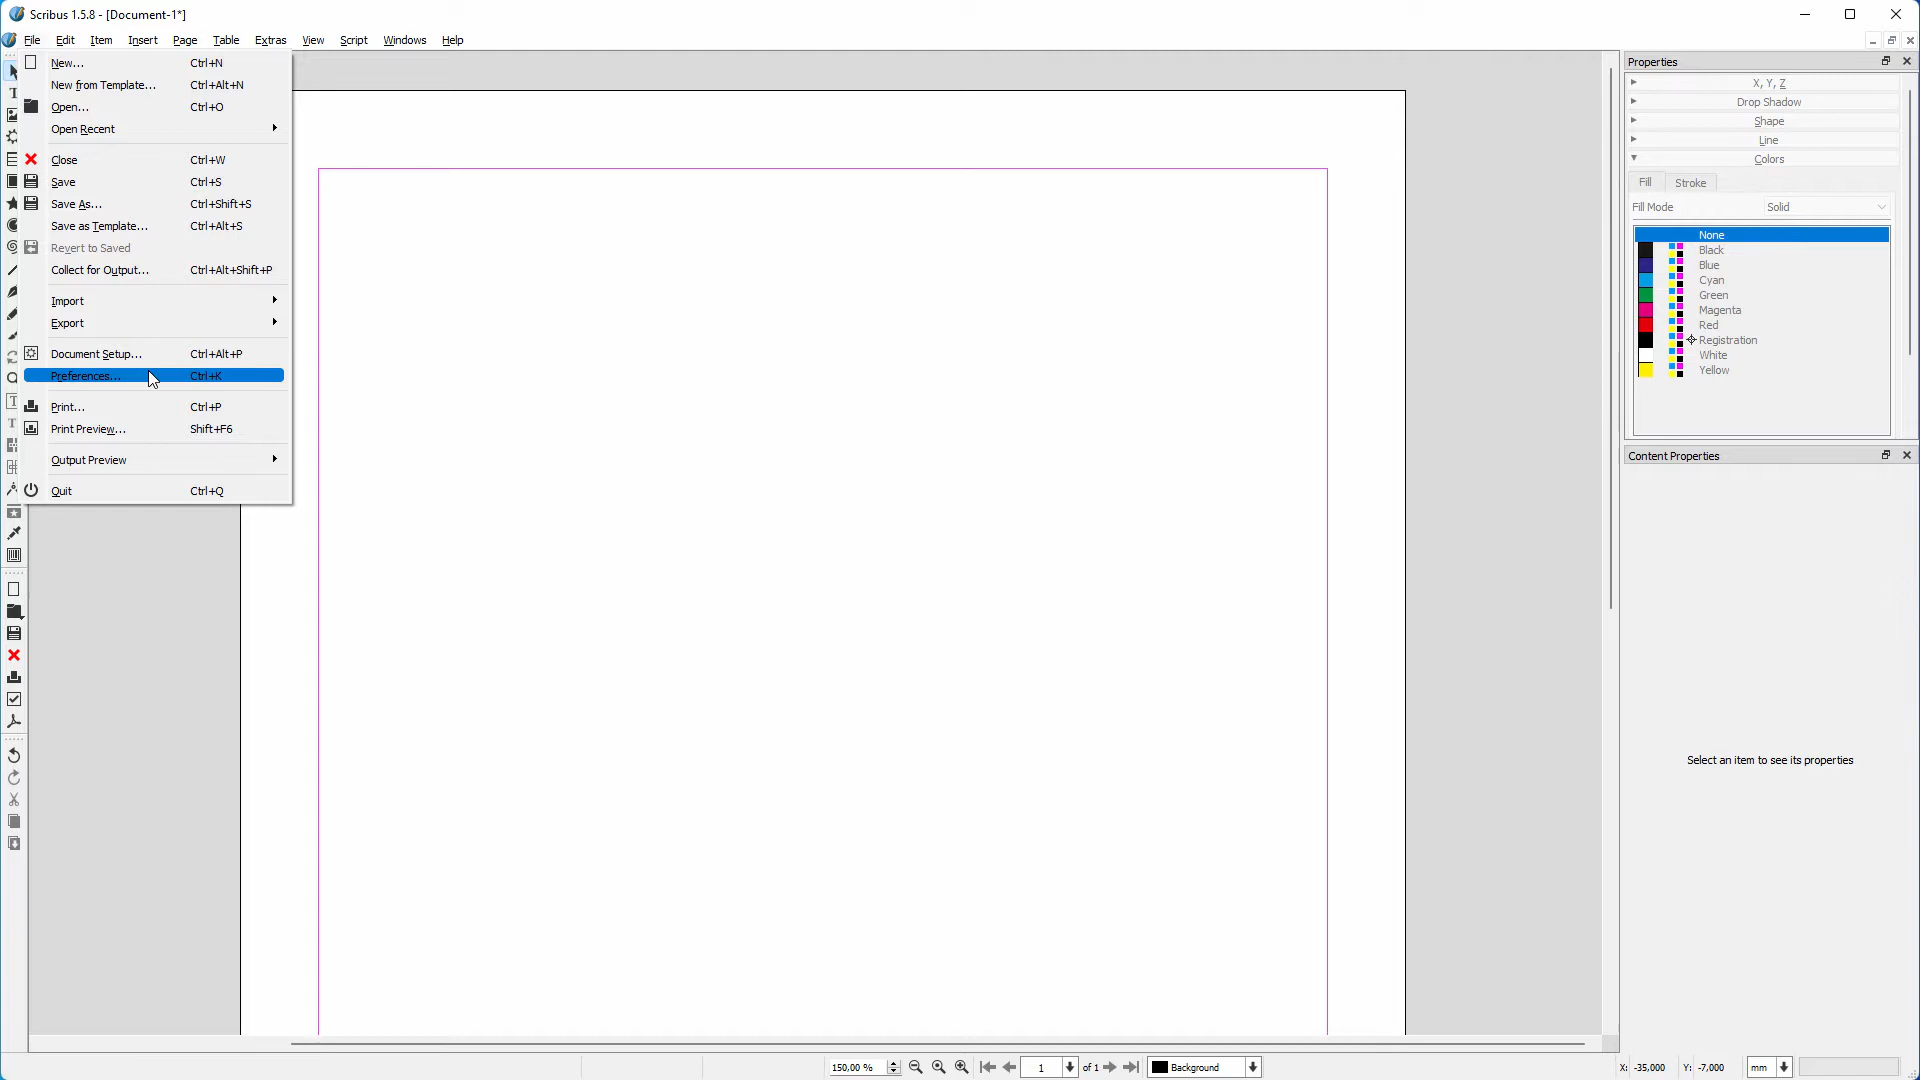 Scribus 1.5.8 - [Document-1*]
File Edit Item Insert Page Table Extras View Script Windows Help
New... Ctrl+N
New from Template... Ctrl+Alt+N
Open... Ctrl+O
Open Recent
Close Ctrl+W
Save Ctrl+S
Save As... Ctrl+Shift+S
Save as Template... Ctrl+Alt+S
Revert to Saved
Collect for Output... Ctrl+Alt+Shift+P
Import
Export
Document Setup... Ctrl+Alt+P
Preferences... Ctrl+K
Print... Ctrl+P
Print Preview... Shift+F6
Output Preview
Quit Ctrl+Q
Properties
X, Y, Z
Drop Shadow
Shape
Line
Colors
Fill Stroke
Fill Mode Solid
None
Black
Blue
Cyan
Green
Magenta
Red
Registration
White
Yellow
Content Properties
Select an item to see its properties
150,00 % 1 of 1 Background X: -35,000 Y: -7,000 mm